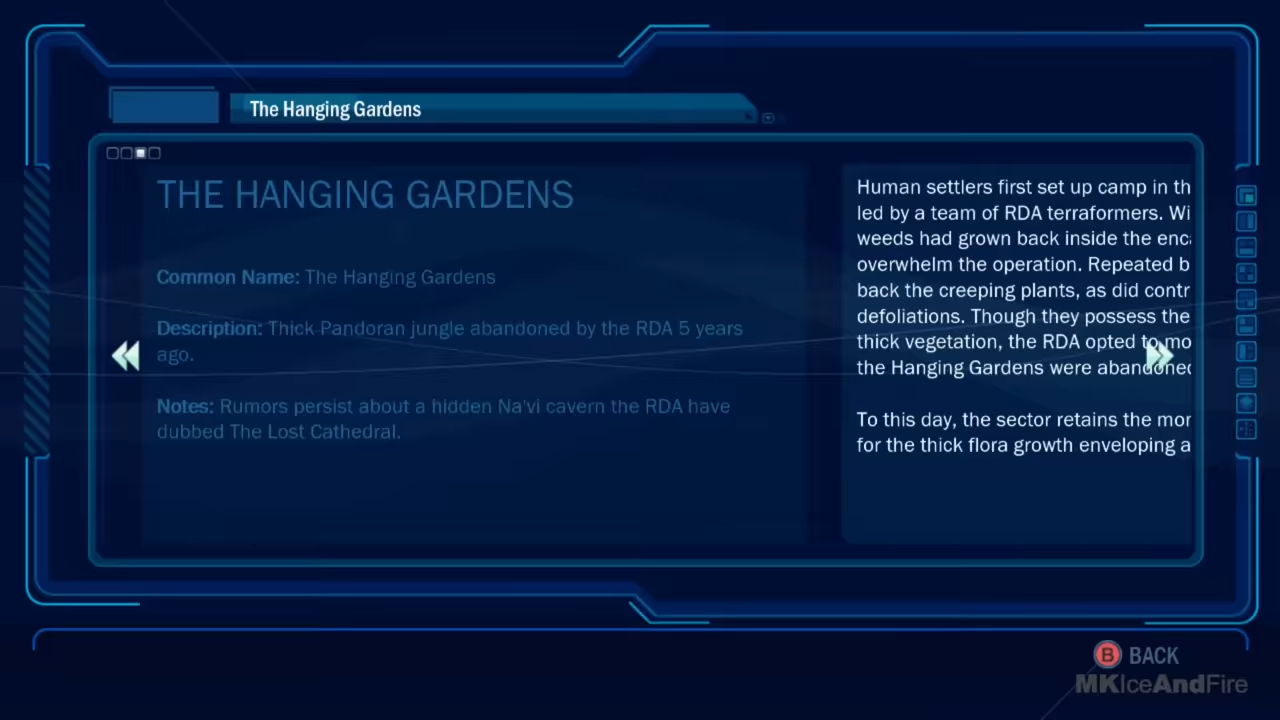 The Hanging Gardens
THE HANGING GARDENS
Common Name: The Hanging Gardens
Description: Thick Pandoran jungle abandoned by the RDA 5 years
ago.
Notes: Rumors persist about a hidden Na'vi cavern the RDA have
dubbed The Lost Cathedral.
Human settlers first set up camp in th
led by a team of RDA terraformers. Wi
weeds had grown back inside the enc
overwhelm the operation. Repeated b
back the creeping plants, as did contr
defoliations. Though they possess the
thick vegetation, the RDA opted to mo
the Hanging Gardens were abandoned
To this day, the sector retains the mor
for the thick flora growth enveloping a
B BACK
MKIceAndFire